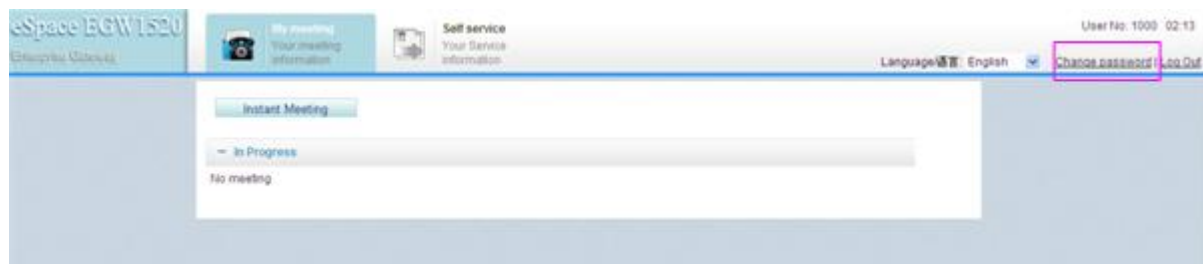 eSpace EGW1520
Enterprise Gateway
My meeting
Your meeting
information
Self service
Your Service
information
User No: 1000 02:13
Language/语言: English
Change password | Log Out
Instant Meeting
− In Progress
No meeting